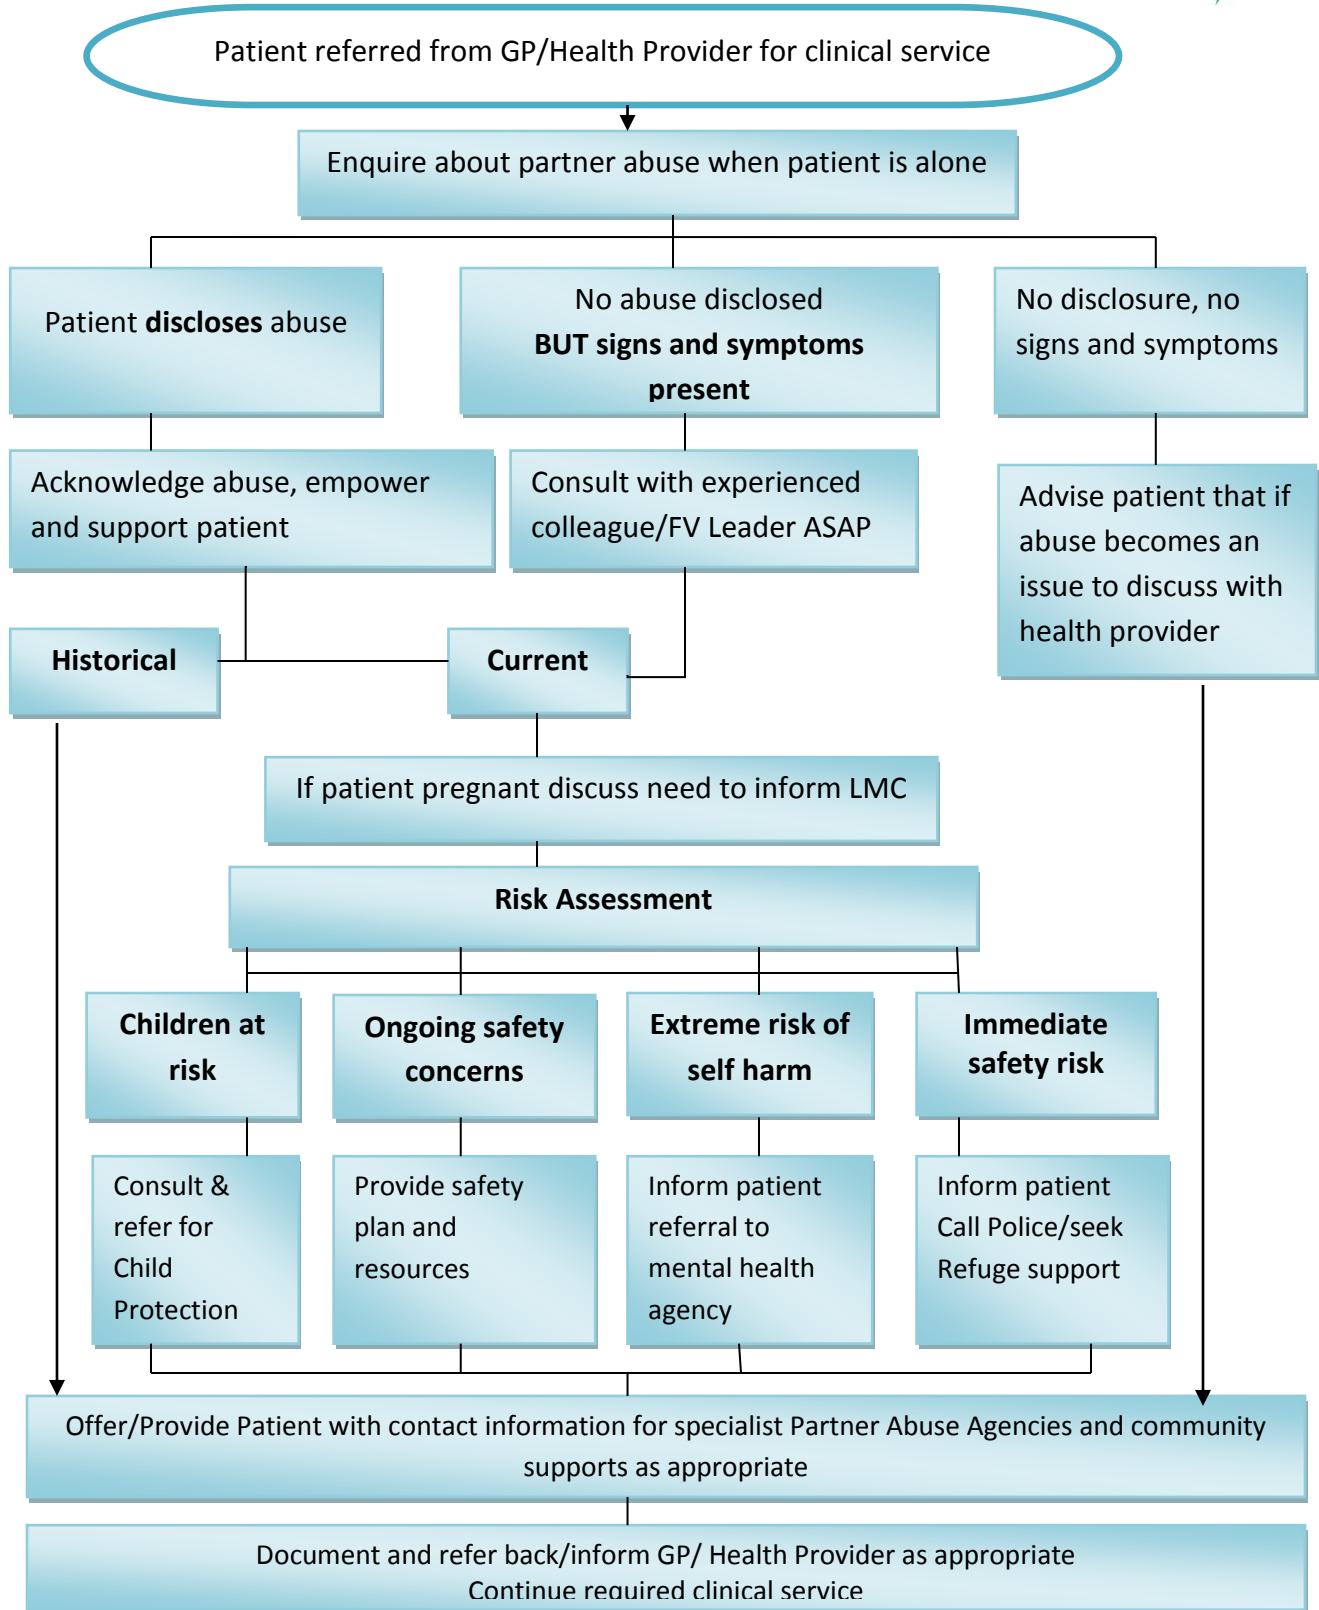 Patient referred from GP/Health Provider for clinical service
Enquire about partner abuse when patient is alone
Patient discloses abuse
No abuse disclosed
BUT signs and symptoms
present
No disclosure, no
signs and symptoms
Acknowledge abuse, empower
and support patient
Consult with experienced
colleague/FV Leader ASAP
Advise patient that if
abuse becomes an
issue to discuss with
health provider
Historical
Current
If patient pregnant discuss need to inform LMC
Risk Assessment
Children at
risk
Ongoing safety
concerns
Extreme risk of
self harm
Immediate
safety risk
Consult &
refer for
Child
Protection
Provide safety
plan and
resources
Inform patient
referral to
mental health
agency
Inform patient
Call Police/seek
Refuge support
Offer/Provide Patient with contact information for specialist Partner Abuse Agencies and community
supports as appropriate
Document and refer back/inform GP/ Health Provider as appropriate
Continue required clinical service